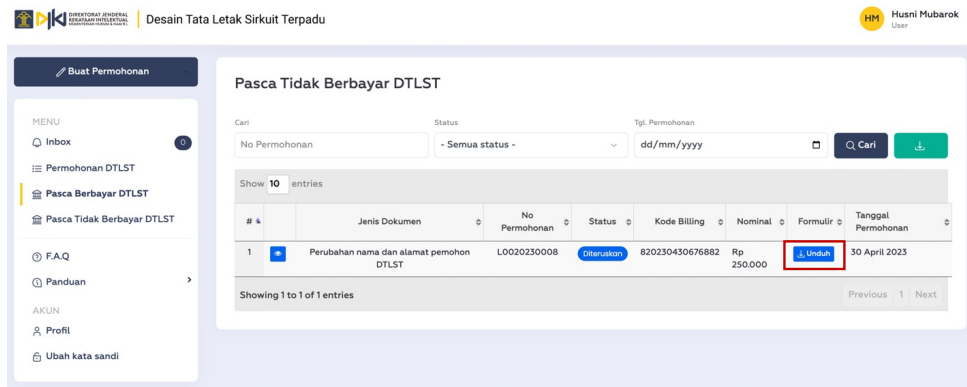 DIREKTORAT JENDERAL
KEKAYAAN INTELEKTUAL
KEMENTERIAN HUKUM & HAM R.I.
Desain Tata Letak Sirkuit Terpadu
HM
Husni Mubarok
User
Buat Permohonan
MENU
Inbox
0
Permohonan DTLST
Pasca Berbayar DTLST
Pasca Tidak Berbayar DTLST
F.A.Q
Panduan
AKUN
Profil
Ubah kata sandi
Pasca Tidak Berbayar DTLST
Cari
Status
Tgl. Permohonan
No Permohonan
- Semua status -
dd/mm/yyyy
Cari
Show 10 entries
# Jenis Dokumen No Permohonan Status Kode Billing Nominal Formulir Tanggal Permohonan
1 Perubahan nama dan alamat pemohon DTLST L0020230008 Diteruskan 820230430676882 Rp 250.000 Unduh 30 April 2023
Showing 1 to 1 of 1 entries
Previous 1 Next